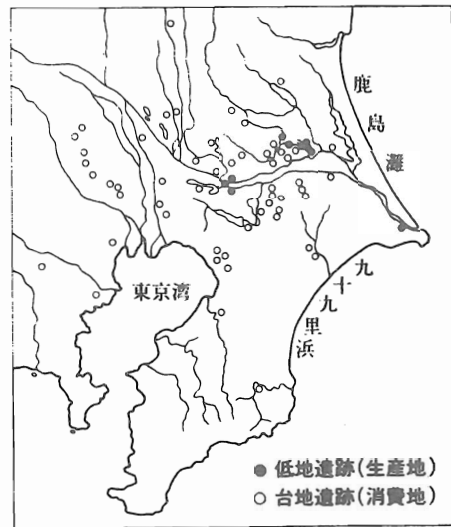 鹿島灘
東京湾
九十九里浜
● 低地遺跡(生産地)
○ 台地遺跡(消費地)